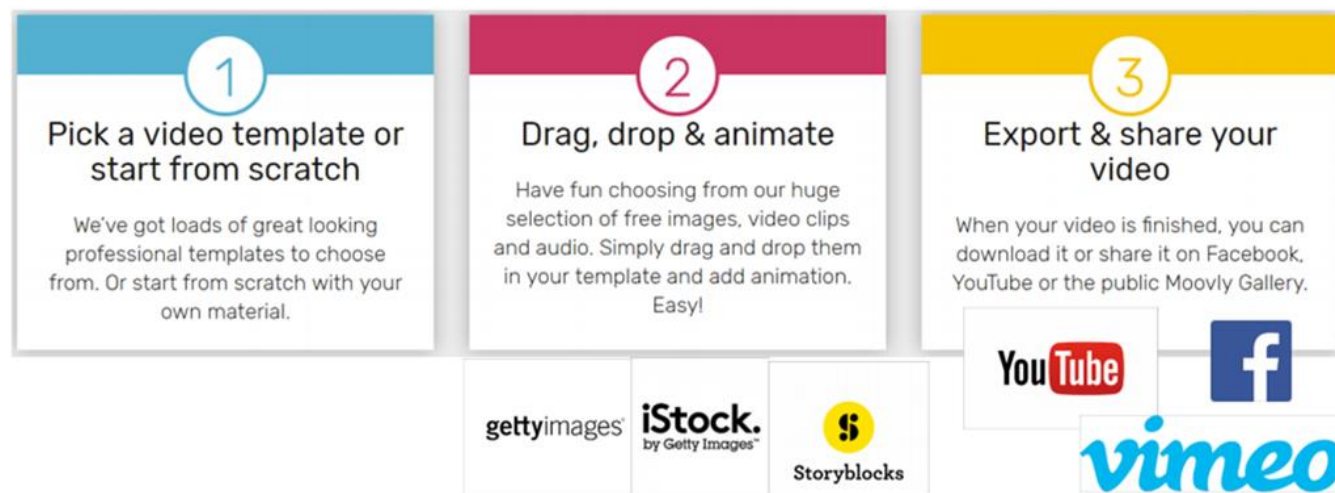 1
Pick a video template or
start from scratch
We've got loads of great looking
professional templates to choose
from. Or start from scratch with your
own material.
2
Drag, drop & animate
Have fun choosing from our huge
selection of free images, video clips
and audio. Simply drag and drop them
in your template and add animation.
Easy!
3
Export & share your
video
When your video is finished, you can
download it or share it on Facebook,
YouTube or the public Moovly Gallery.
gettyimages®
iStock.
by Getty Images™
S
Storyblocks
YouTube
f
vimeo